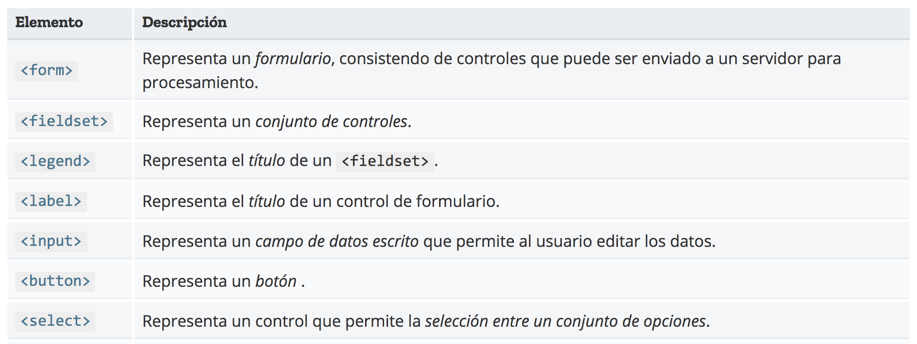 Elemento Descripción
<form> Representa un formulario, consistendo de controles que puede ser enviado a un servidor para
procesamiento.
<fieldset> Representa un conjunto de controles.
<legend> Representa el título de un <fieldset> .
<label> Representa el título de un control de formulario.
<input> Representa un campo de datos escrito que permite al usuario editar los datos.
<button> Representa un botón .
<select> Representa un control que permite la selección entre un conjunto de opciones.